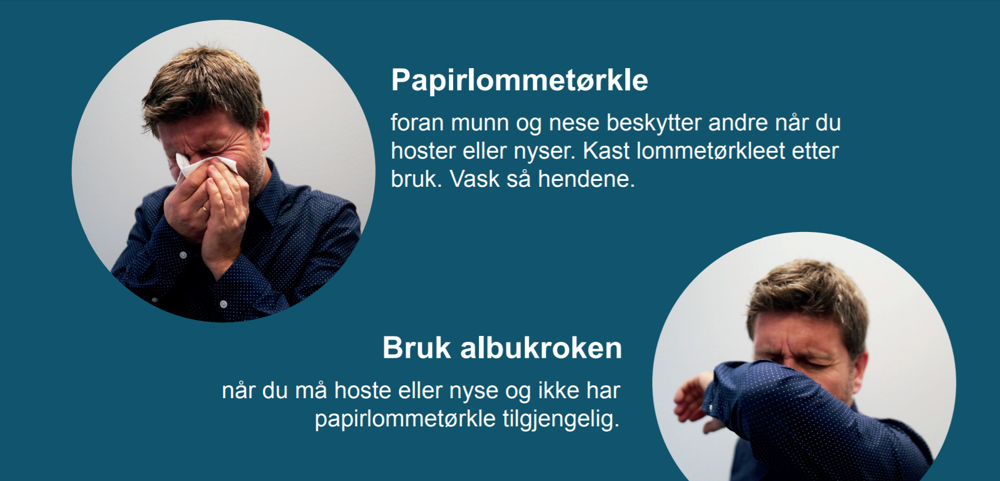 Papirlommetørkle
foran munn og nese beskytter andre når du
hoster eller nyser. Kast lommetørkleet etter
bruk. Vask så hendene.
Bruk albukroken
når du må hoste eller nyse og ikke har
papirlommetørkle tilgjengelig.